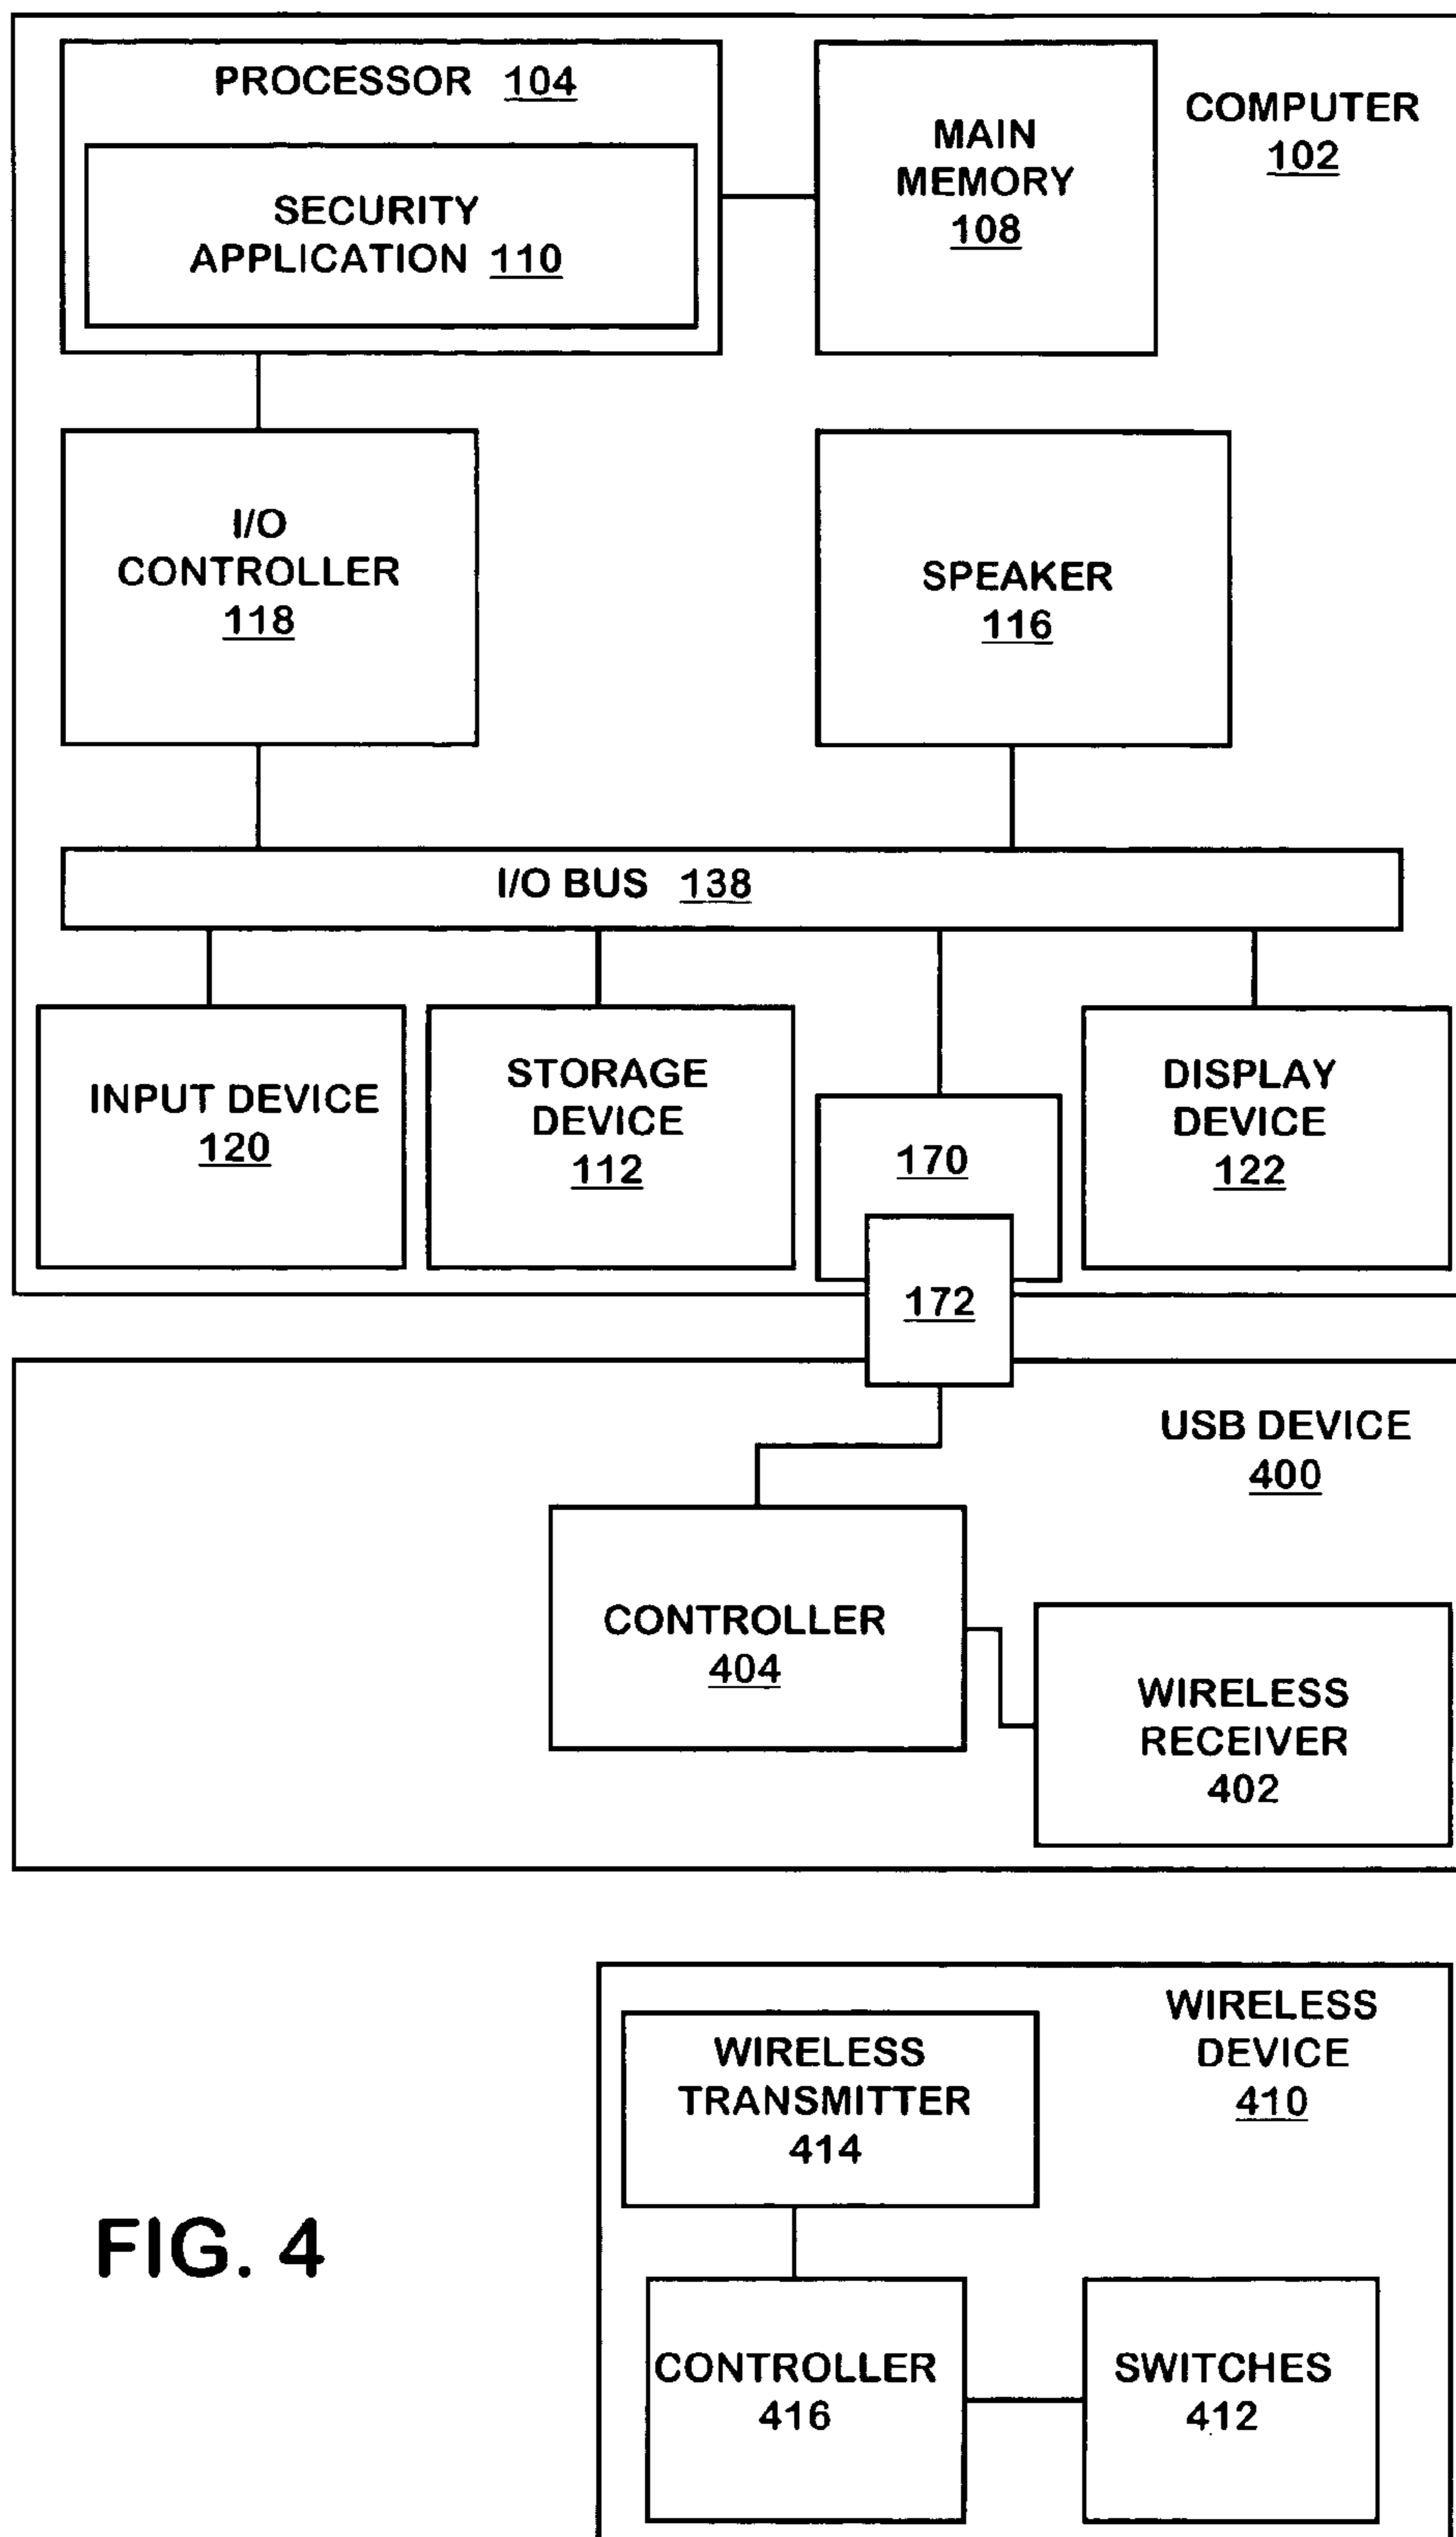 PROCESSOR 104
SECURITY
APPLICATION 110
MAIN
MEMORY
108
COMPUTER
102
I/O
CONTROLLER
118
SPEAKER
116
I/O BUS 138
INPUT DEVICE
120
STORAGE
DEVICE
112
170
172
DISPLAY
DEVICE
122
USB DEVICE
400
CONTROLLER
404
WIRELESS
RECEIVER
402
WIRELESS
DEVICE
410
WIRELESS
TRANSMITTER
414
CONTROLLER
416
SWITCHES
412
FIG. 4